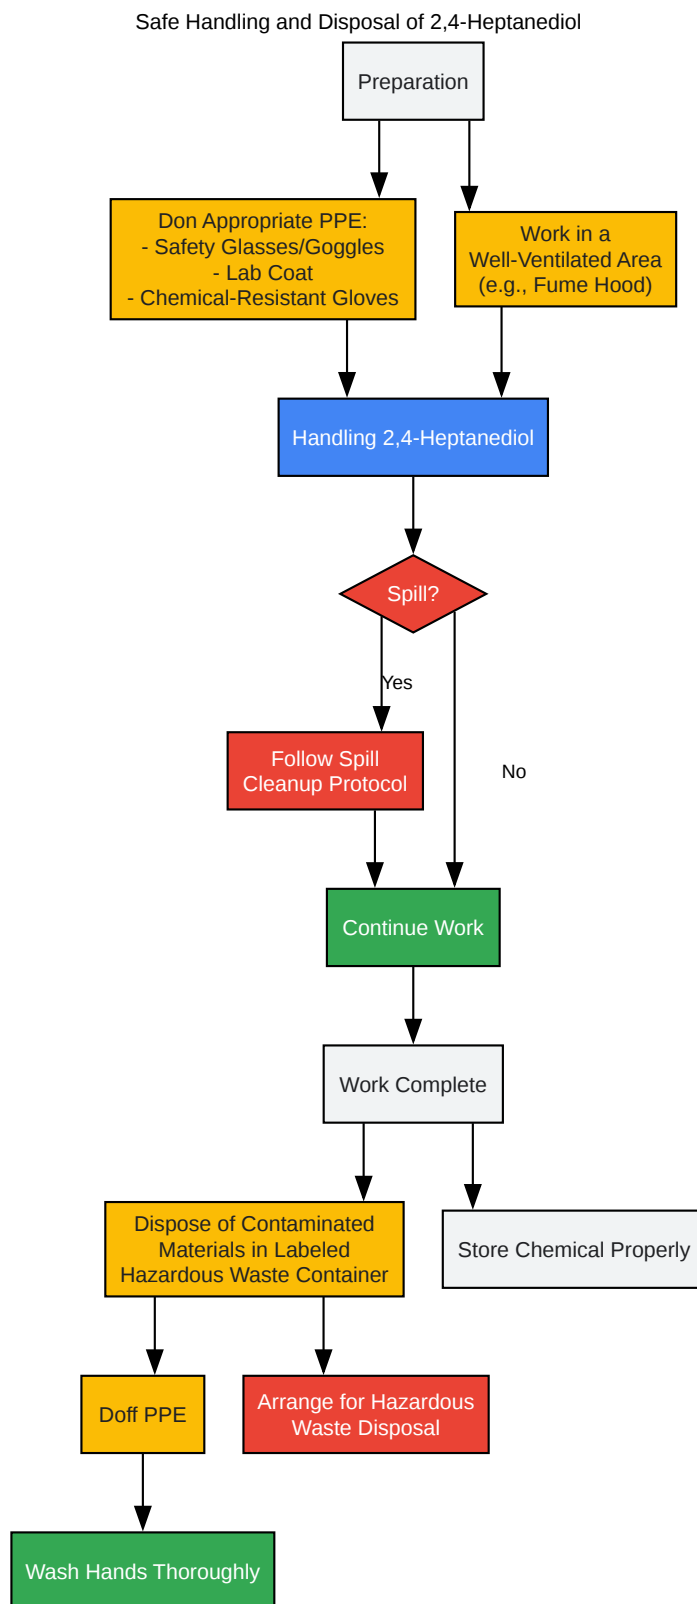 Safe Handling and Disposal of 2,4-Heptanediol
Preparation
Don Appropriate PPE:
- Safety Glasses/Goggles
- Lab Coat
- Chemical-Resistant Gloves
Work in a
Well-Ventilated Area
(e.g., Fume Hood)
Handling 2,4-Heptanediol
Spill?
Yes
Follow Spill
Cleanup Protocol
No
Continue Work
Work Complete
Dispose of Contaminated
Materials in Labeled
Hazardous Waste Container
Store Chemical Properly
Doff PPE
Arrange for Hazardous
Waste Disposal
Wash Hands Thoroughly